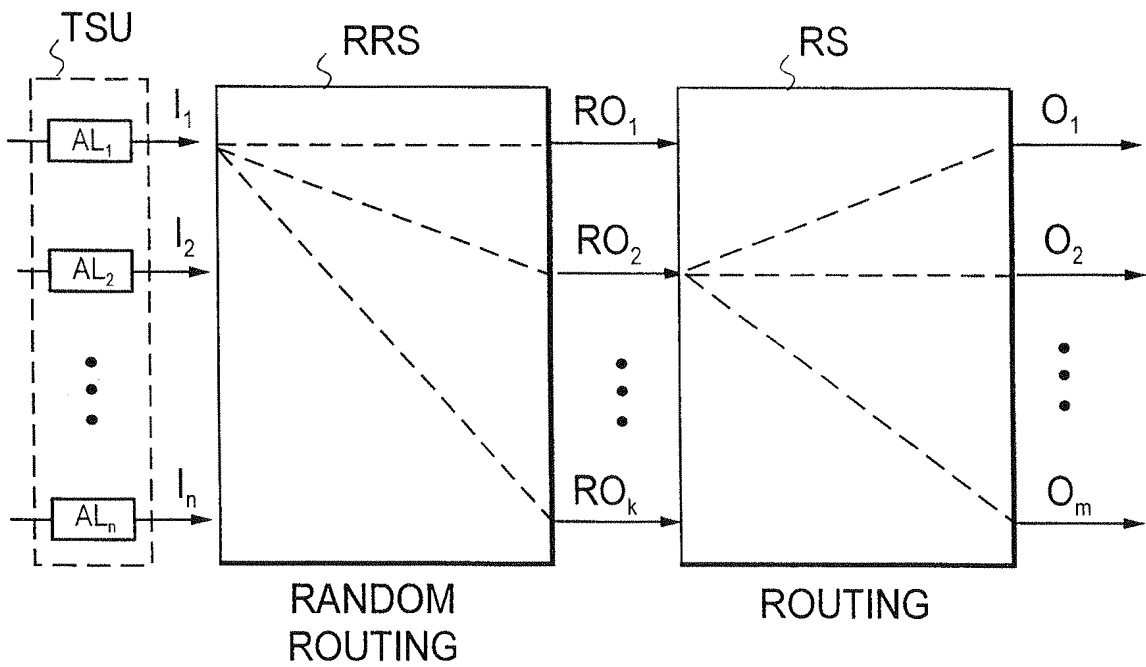 TSU
RRS
RS
AL₁
I₁
RO₁
O₁
AL₂
I₂
RO₂
O₂
ALₙ
Iₙ
ROₖ
Oₘ
RANDOM
ROUTING
ROUTING